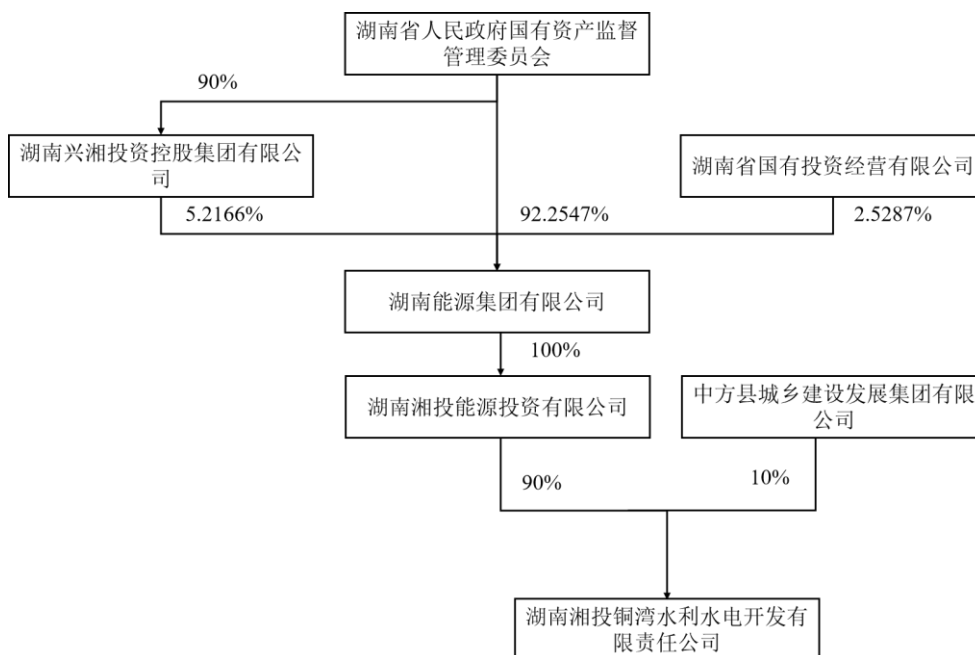 湖南省人民政府国有资产监督
管理委员会
90%
湖南兴湘投资控股集团有限公
司
湖南省国有投资经营有限公司
5.2166%
92.2547%
2.5287%
湖南能源集团有限公司
100%
湖南湘投能源投资有限公司
中方县城乡建设发展集团有限
公司
90%
10%
湖南湘投铜湾水利水电开发有
限责任公司